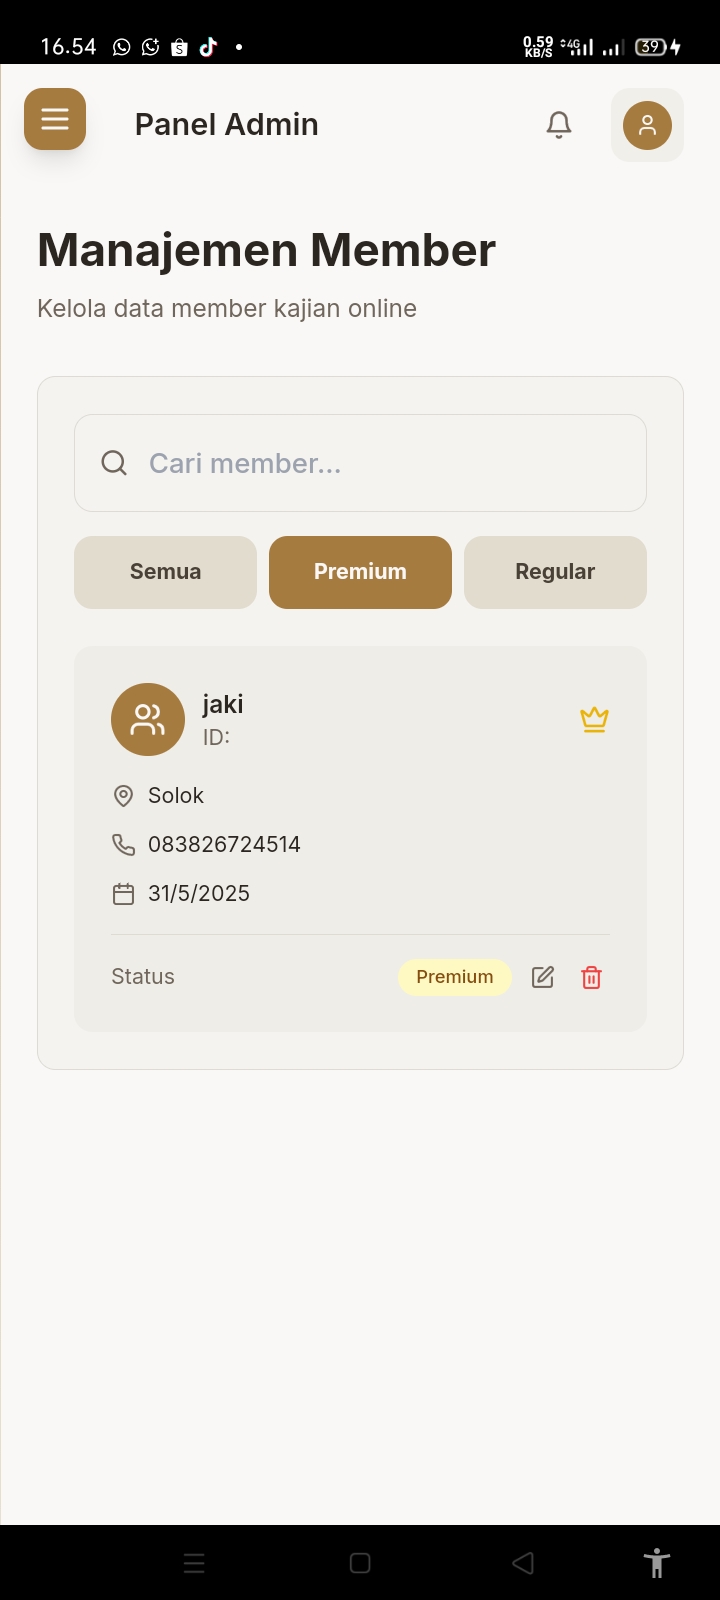 16.54
0.59
KB/S
4G
39
Panel Admin
Manajemen Member
Kelola data member kajian online
Cari member...
Semua
Premium
Regular
jaki
ID:
Solok
083826724514
31/5/2025
Status
Premium